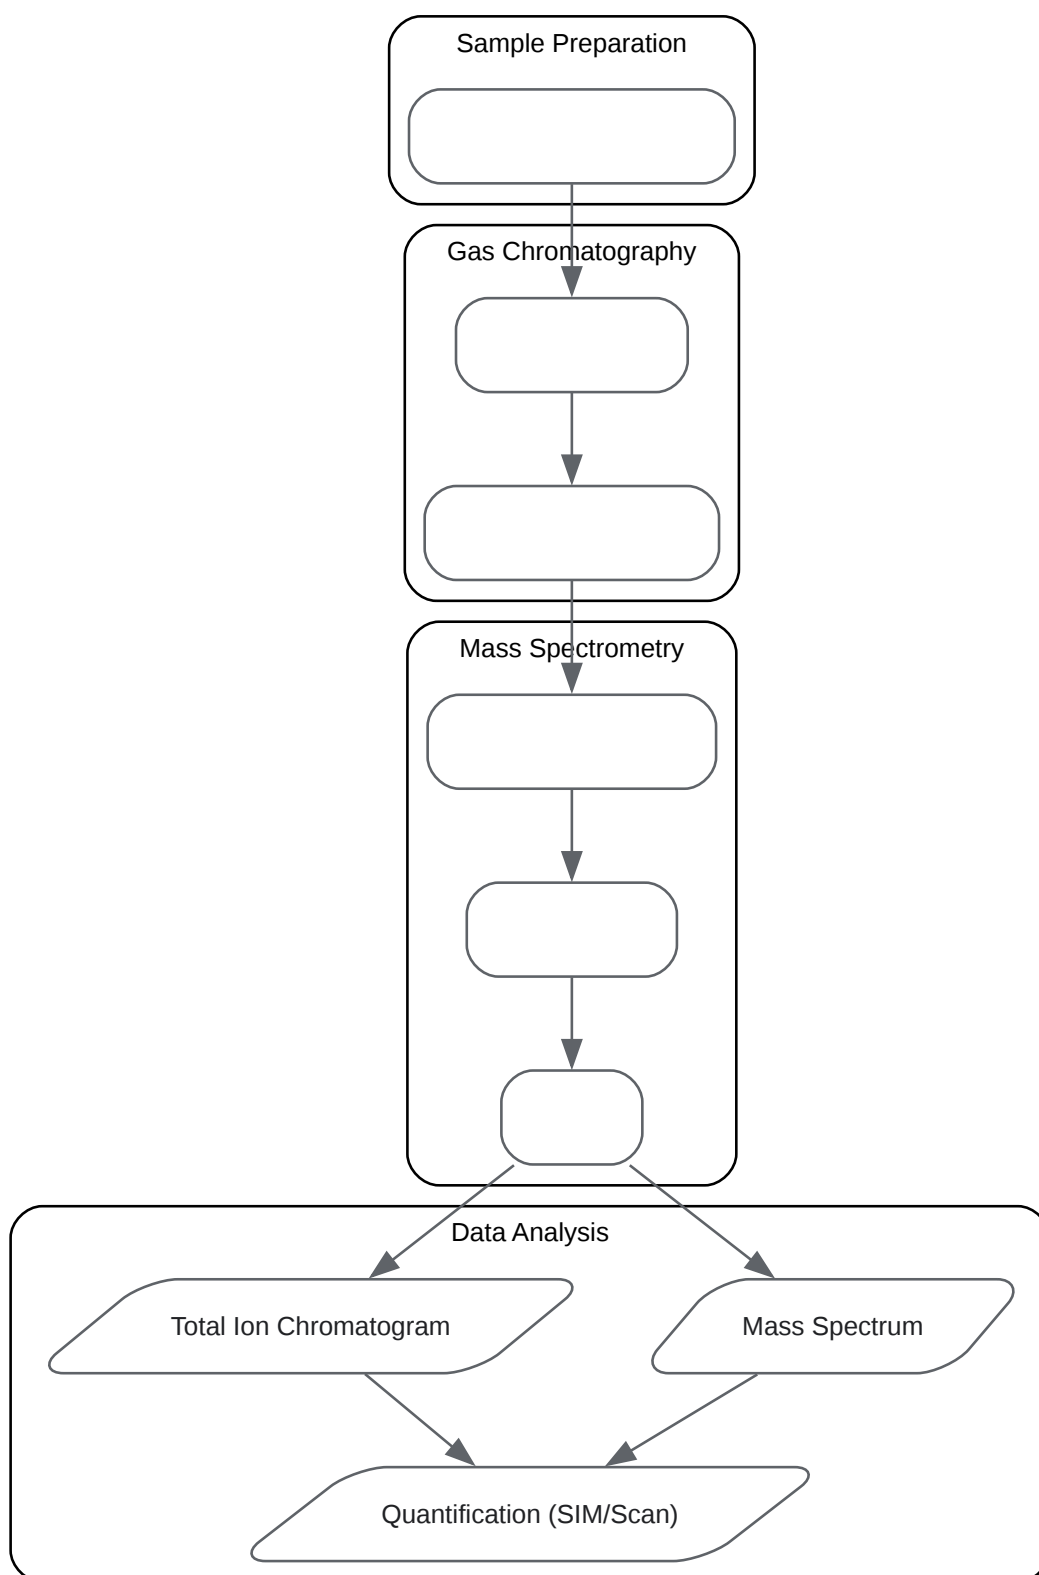 Sample Preparation
Gas Chromatography
Mass Spectrometry
Data Analysis
Total Ion Chromatogram
Mass Spectrum
Quantification (SIM/Scan)